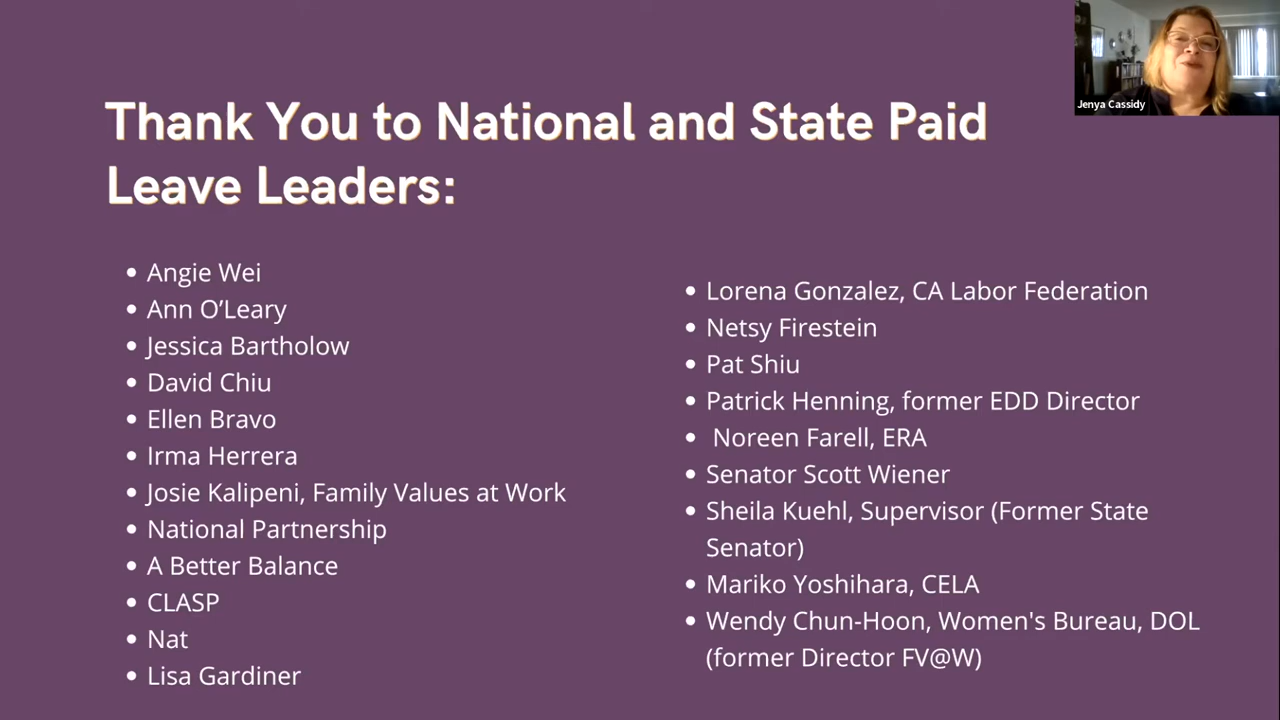 Jenya Cassidy
Thank You to National and State Paid
Leave Leaders:
• Angie Wei
• Ann O’Leary
• Jessica Bartholow
• David Chiu
• Ellen Bravo
• Irma Herrera
• Josie Kalipeni, Family Values at Work
• National Partnership
• A Better Balance
• CLASP
• Nat
• Lisa Gardiner
• Lorena Gonzalez, CA Labor Federation
• Netsy Firestein
• Pat Shiu
• Patrick Henning, former EDD Director
• Noreen Farell, ERA
• Senator Scott Wiener
• Sheila Kuehl, Supervisor (Former State
Senator)
• Mariko Yoshihara, CELA
• Wendy Chun-Hoon, Women's Bureau, DOL
(former Director FV@W)